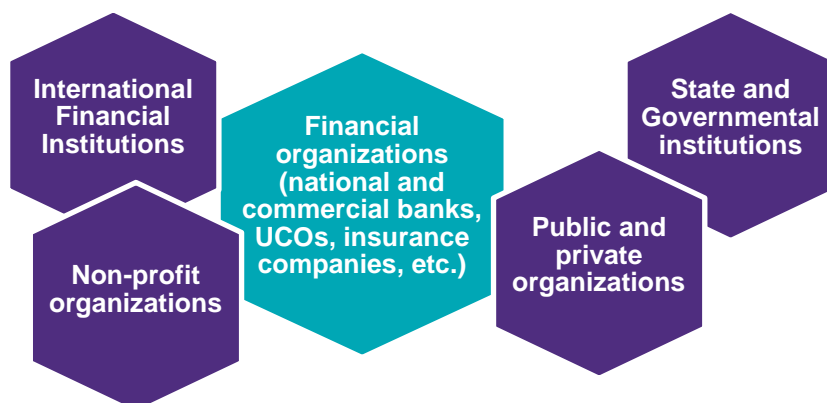 International
Financial
Institutions
Non-profit
organizations
Financial
organizations
(national and
commercial banks,
UCOs, insurance
companies, etc.)
Public and
private
organizations
State and
Governmental
institutions